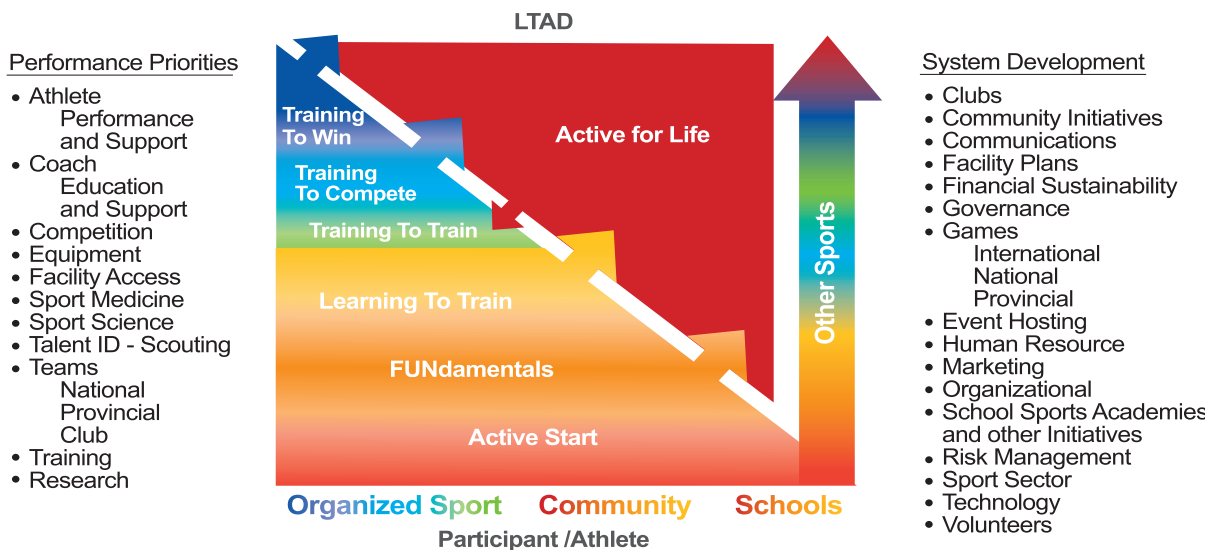 LTAD
Performance Priorities
• Athlete
Performance
and Support
• Coach
Education
and Support
• Competition
• Equipment
• Facility Access
• Sport Medicine
• Sport Science
• Talent ID - Scouting
• Teams
National
Provincial
Club
• Training
• Research
Training
To Win
Training
To Compete
Training To Train
Learning To Train
FUNdamentals
Active Start
Active for Life
Other Sports
Organized Sport Community Schools
Participant /Athlete
System Development
• Clubs
• Community Initiatives
• Communications
• Facility Plans
• Financial Sustainability
• Governance
• Games
International
National
Provincial
• Event Hosting
• Human Resource
• Marketing
• Organizational
• School Sports Academies
and other Initiatives
• Risk Management
• Sport Sector
• Technology
• Volunteers